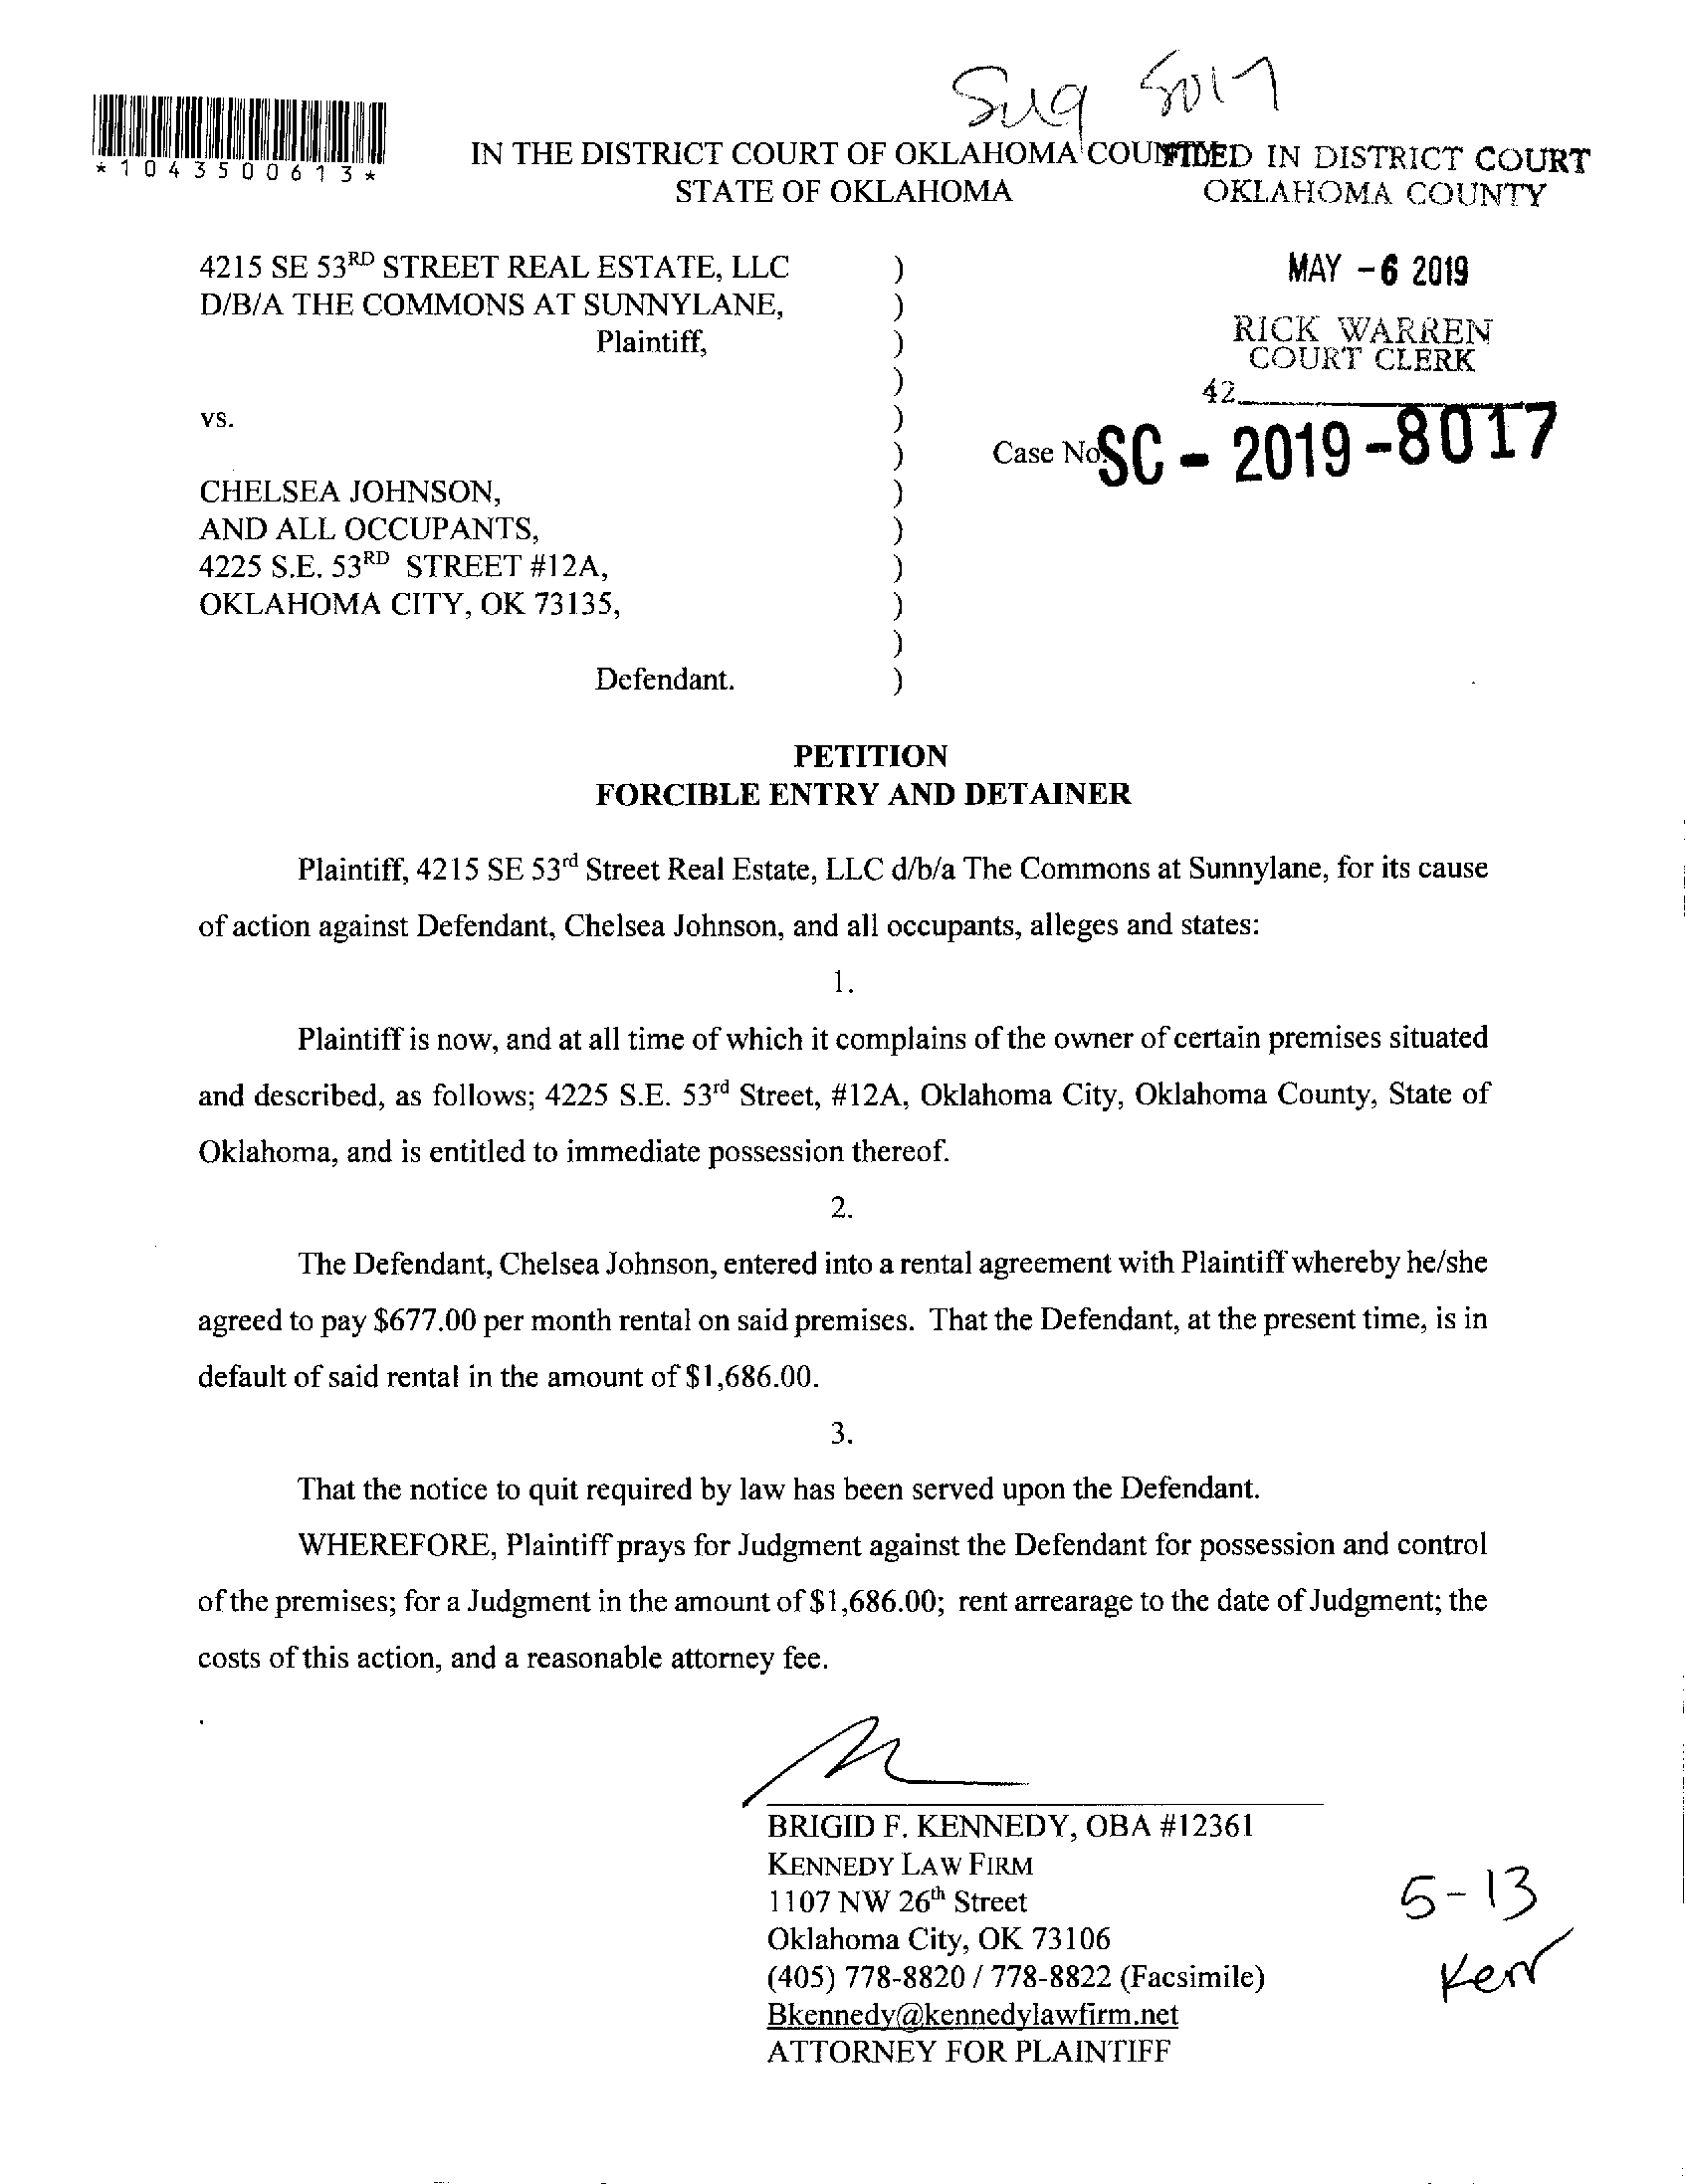 Sug 8017
*1043500613*
IN THE DISTRICT COURT OF OKLAHOMA COUNTY
STATE OF OKLAHOMA
FILED IN DISTRICT COURT
OKLAHOMA COUNTY
MAY -6 2019
RICK WARREN
COURT CLERK
42
4215 SE 53RD STREET REAL ESTATE, LLC )
D/B/A THE COMMONS AT SUNNYLANE, )
Plaintiff, )
)
vs. )
) Case No. SC - 2019-8017
CHELSEA JOHNSON, )
AND ALL OCCUPANTS, )
4225 S.E. 53RD STREET #12A, )
OKLAHOMA CITY, OK 73135, )
)
Defendant. )
PETITION
FORCIBLE ENTRY AND DETAINER
Plaintiff, 4215 SE 53rd Street Real Estate, LLC d/b/a The Commons at Sunnylane, for its cause
of action against Defendant, Chelsea Johnson, and all occupants, alleges and states:
1.
Plaintiff is now, and at all time of which it complains of the owner of certain premises situated
and described, as follows; 4225 S.E. 53rd Street, #12A, Oklahoma City, Oklahoma County, State of
Oklahoma, and is entitled to immediate possession thereof.
2.
The Defendant, Chelsea Johnson, entered into a rental agreement with Plaintiff whereby he/she
agreed to pay $677.00 per month rental on said premises. That the Defendant, at the present time, is in
default of said rental in the amount of $1,686.00.
3.
That the notice to quit required by law has been served upon the Defendant.
WHEREFORE, Plaintiff prays for Judgment against the Defendant for possession and control
of the premises; for a Judgment in the amount of $1,686.00; rent arrearage to the date of Judgment; the
costs of this action, and a reasonable attorney fee.
BRIGID F. KENNEDY, OBA #12361
KENNEDY LAW FIRM
1107 NW 26th Street
Oklahoma City, OK 73106
(405) 778-8820 / 778-8822 (Facsimile)
Bkennedy@kennedylawfirm.net
ATTORNEY FOR PLAINTIFF
5-13
Kerr